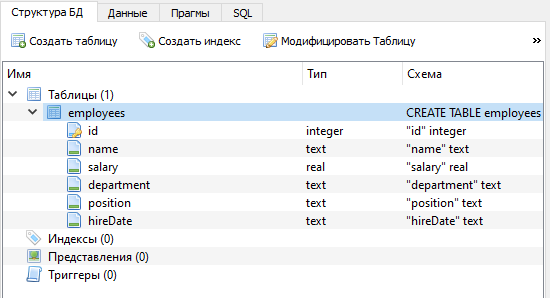 Структура БД Данные Прагмы SQL
Создать таблицу Создать индекс Модифицировать Таблицу »
Имя Тип Схема
Таблицы (1)
employees CREATE TABLE employees
id integer "id" integer
name text "name" text
salary real "salary" real
department text "department" text
position text "position" text
hireDate text "hireDate" text
Индексы (0)
Представления (0)
Триггеры (0)